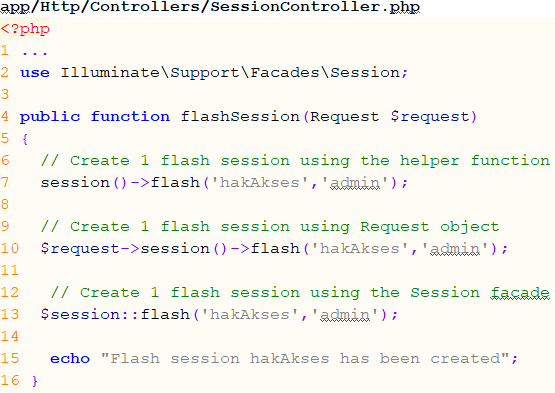 app/Http/Controllers/SessionController.php
<?php
1 ...
2 use Illuminate\Support\Facades\Session;
3
4 public function flashSession(Request $request)
5 {
6   // Create 1 flash session using the helper function
7   session()->flash('hakAkses','admin');
8
9   // Create 1 flash session using Request object
10   $request->session()->flash('hakAkses','admin');
11
12    // Create 1 flash session using the Session facade
13   $session::flash('hakAkses','admin');
14
15    echo "Flash session hakAkses has been created";
16 }